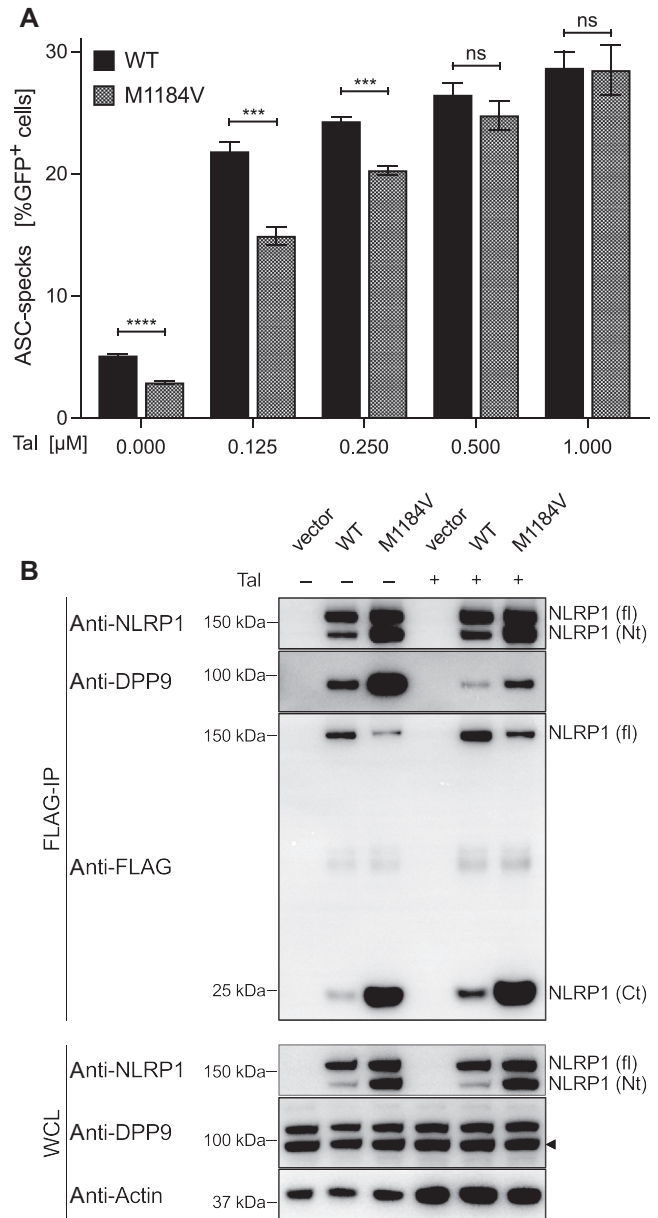 A
30
20
10
0
ASC-specks [%GFP+ cells]
WT
M1184V
****
***
***
ns
ns
Tal [µM] 0.000 0.125 0.250 0.500 1.000
B
vector WT M1184V vector WT M1184V
Tal – – – + + +
FLAG-IP
Anti-NLRP1 150 kDa NLRP1 (fl)
NLRP1 (Nt)
Anti-DPP9 100 kDa
150 kDa NLRP1 (fl)
Anti-FLAG
25 kDa NLRP1 (Ct)
WCL
Anti-NLRP1 150 kDa NLRP1 (fl)
NLRP1 (Nt)
Anti-DPP9 100 kDa
Anti-Actin 37 kDa